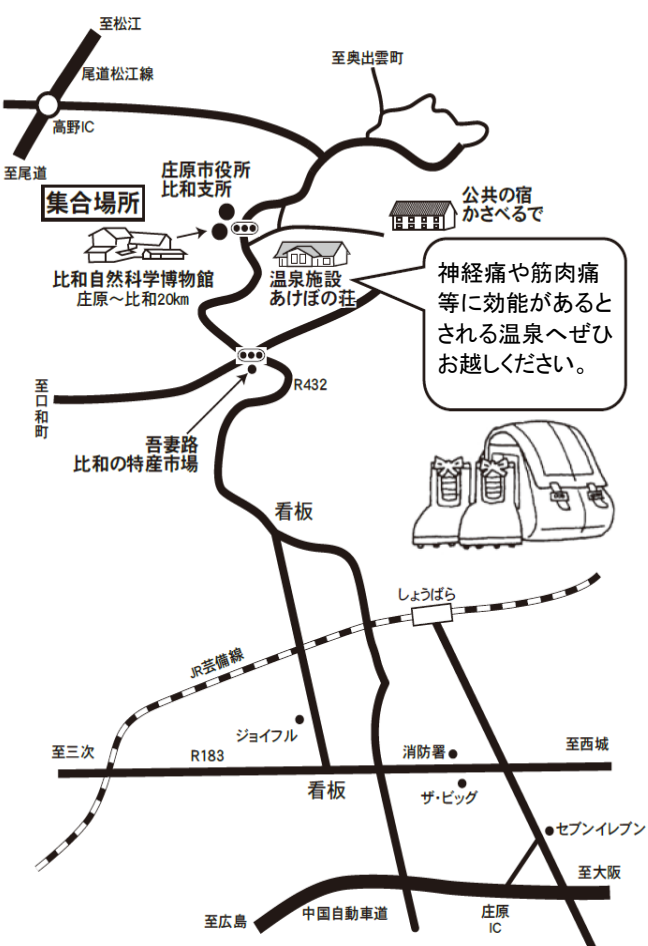 至松江
尾道松江線
高野IC
至尾道
至奥出雲町
庄原市役所
比和支所
集合場所
公共の宿
かさべるで
比和自然科学博物館
庄原～比和20km
温泉施設
あけぼの荘
神経痛や筋肉痛
等に効能があると
される温泉へぜひ
お越しください。
至口和町
R432
吾妻路
比和の特産市場
看板
しょうばら
JR芸備線
ジョイフル
至三次
R183
消防署
至西城
看板
ザ・ビッグ
セブンイレブン
至大阪
至広島
中国自動車道
庄原
IC